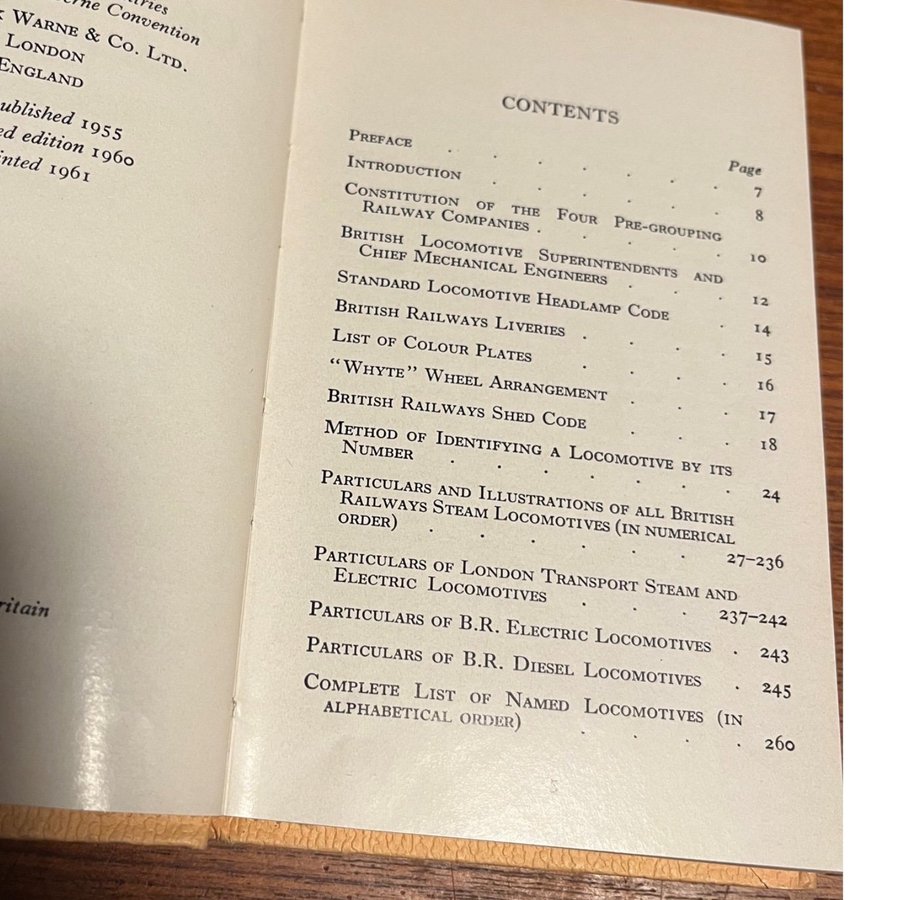 Convention
WARNE & CO. LTD.
LONDON
ENGLAND
1955
edition 1960
1961
CONTENTS
Page
PREFACE . . . . . . . 7
INTRODUCTION . . . . . . 8
CONSTITUTION OF THE FOUR PRE-GROUPING
RAILWAY COMPANIES . . . . . 10
BRITISH LOCOMOTIVE SUPERINTENDENTS AND
CHIEF MECHANICAL ENGINEERS . . . 12
STANDARD LOCOMOTIVE HEADLAMP CODE . 14
BRITISH RAILWAYS LIVERIES . . . . 15
LIST OF COLOUR PLATES . . . . 16
"WHYTE" WHEEL ARRANGEMENT . . . 17
BRITISH RAILWAYS SHED CODE . . . 18
METHOD OF IDENTIFYING A LOCOMOTIVE BY ITS
NUMBER . . . . . . . 24
PARTICULARS AND ILLUSTRATIONS OF ALL BRITISH
RAILWAYS STEAM LOCOMOTIVES (IN NUMERICAL
ORDER) . . . . . . 27–236
PARTICULARS OF LONDON TRANSPORT STEAM AND
ELECTRIC LOCOMOTIVES . . . 237–242
PARTICULARS OF B.R. ELECTRIC LOCOMOTIVES . 243
PARTICULARS OF B.R. DIESEL LOCOMOTIVES . 245
COMPLETE LIST OF NAMED LOCOMOTIVES (IN
ALPHABETICAL ORDER) . . . . 260
5